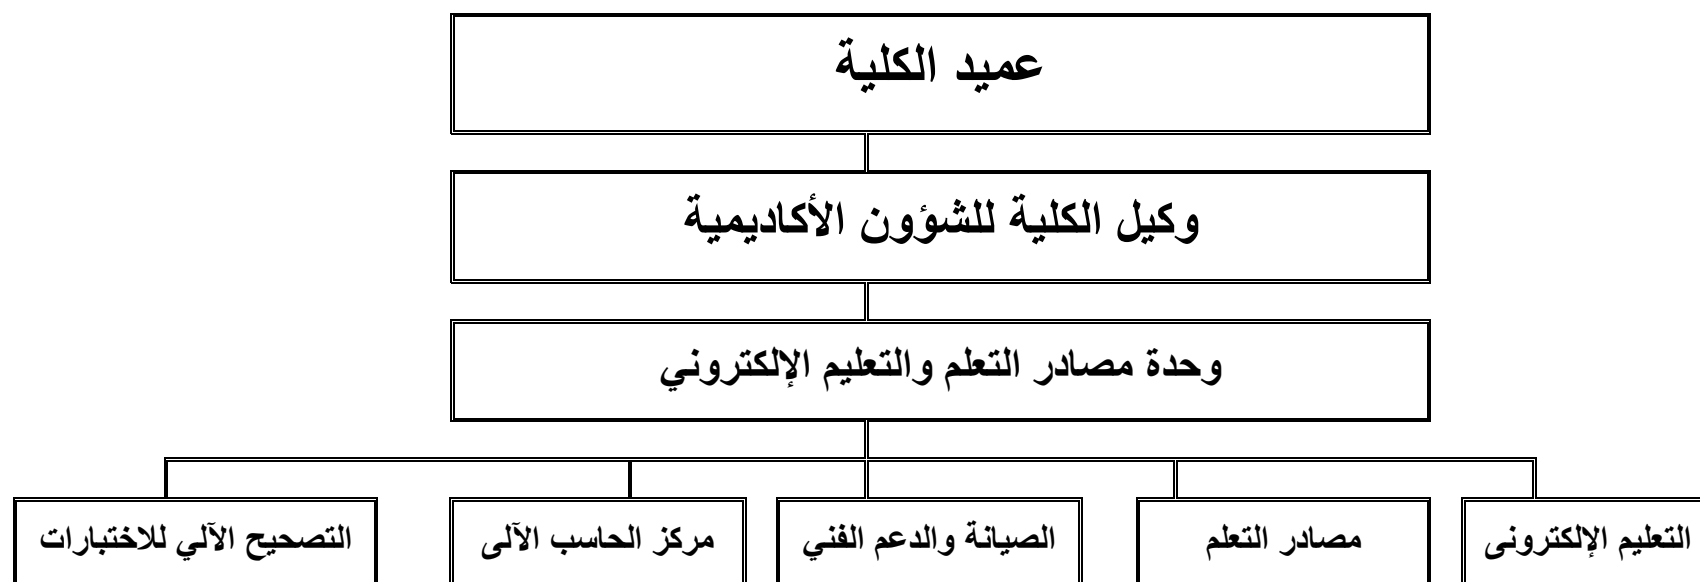 عميد الكلية
وكيل الكلية للشؤون الأكاديمية
وحدة مصادر التعلم والتعليم الإلكتروني
التعليم الإلكترونى
مصادر التعلم
الصيانة والدعم الفني
مركز الحاسب الآلى
التصحيح الآلي للاختبارات